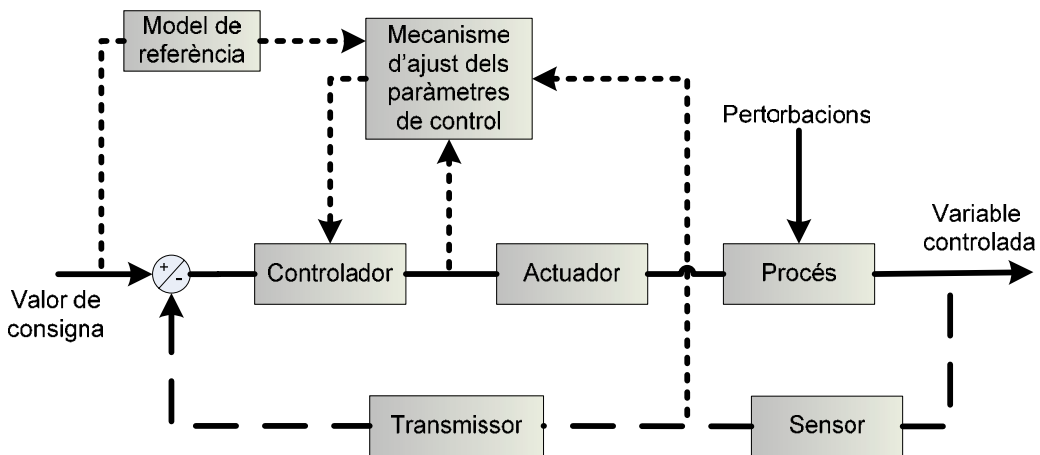 Model de
referència
Mecanisme
d'ajust dels
paràmetres
de control
Pertorbacions
Variable
controlada
+
-
Controlador
Actuador
Procés
Valor de
consigna
Transmissor
Sensor